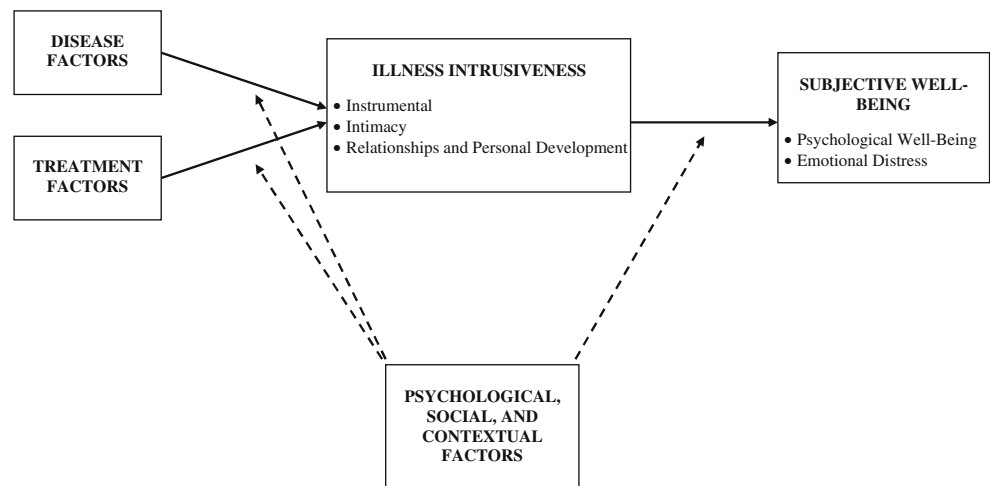 DISEASE
FACTORS
TREATMENT
FACTORS
ILLNESS INTRUSIVENESS
• Instrumental
• Intimacy
• Relationships and Personal Development
SUBJECTIVE WELL-
BEING
• Psychological Well-Being
• Emotional Distress
PSYCHOLOGICAL,
SOCIAL, AND
CONTEXTUAL
FACTORS